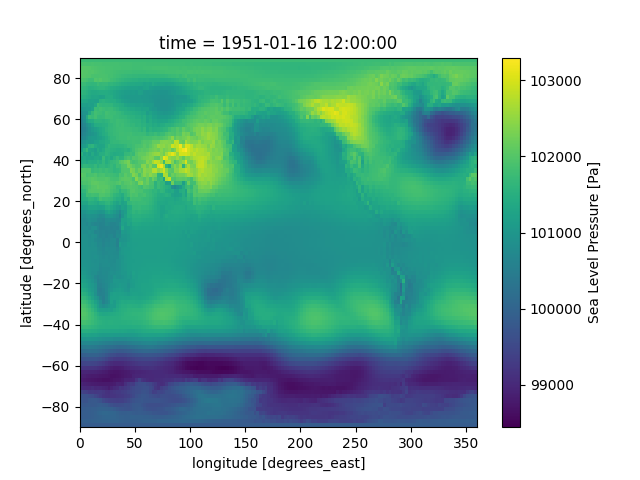 time = 1951-01-16 12:00:00
80
60
40
20
0
−20
−40
−60
−80
latitude [degrees_north]
0 50 100 150 200 250 300 350
longitude [degrees_east]
103000
102000
101000
100000
99000
Sea Level Pressure [Pa]